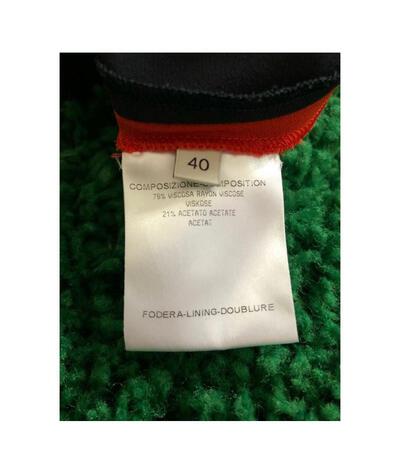 40
COMPOSIZIONE-COMPOSITION
79% VISCOSA RAYON VISCOSE
VISKOSE
21% ACETATO ACETATE
ACETAT
FODERA-LINING-DOUBLURE